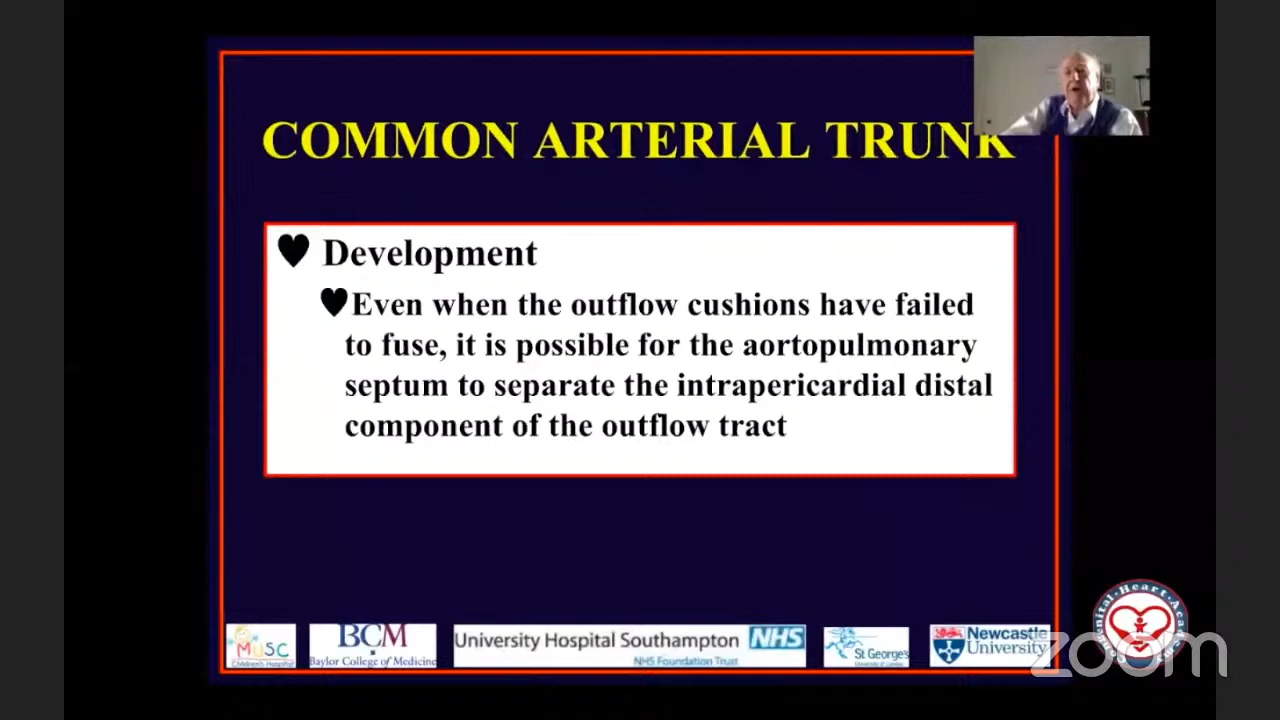 COMMON ARTERIAL TRUNK
Development
Even when the outflow cushions have failed
to fuse, it is possible for the aortopulmonary
septum to separate the intrapericardial distal
component of the outflow tract
MUSC
Children's Hospital
BCM
Baylor College of Medicine
University Hospital Southampton NHS
NHS Foundation Trust
St George's
University of London
Newcastle
University
zoom